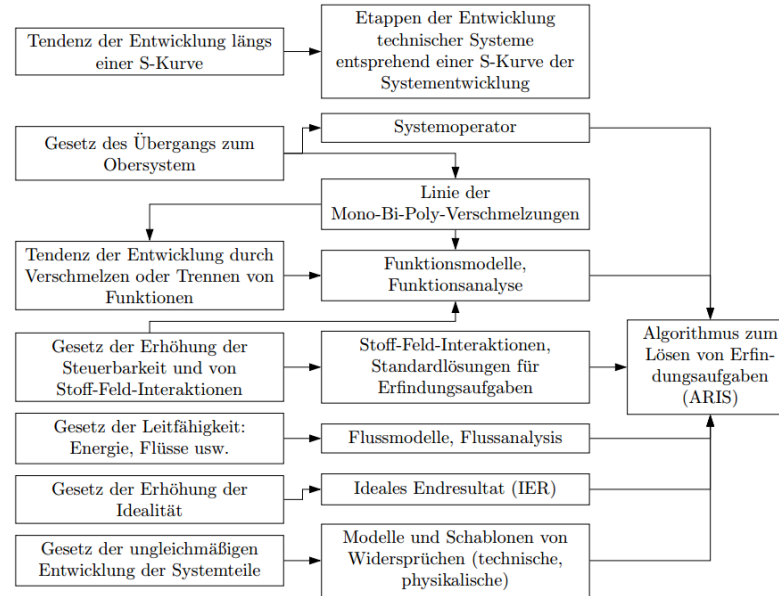 Tendenz der Entwicklung längs
einer S-Kurve
Etappen der Entwicklung
technischer Systeme
entsprehend einer S-Kurve der
Systementwicklung
Gesetz des Übergangs zum
Obersystem
Systemoperator
Linie der
Mono-Bi-Poly-Verschmelzungen
Tendenz der Entwicklung durch
Verschmelzen oder Trennen von
Funktionen
Funktionsmodelle,
Funktionsanalyse
Gesetz der Erhöhung der
Steuerbarkeit und von
Stoff-Feld-Interaktionen
Stoff-Feld-Interaktionen,
Standardlösungen für
Erfindungsaufgaben
Algorithmus zum
Lösen von Erfin-
dungsaufgaben
(ARIS)
Gesetz der Leitfähigkeit:
Energie, Flüsse usw.
Flussmodelle, Flussanalysis
Gesetz der Erhöhung der
Idealität
Ideales Endresultat (IER)
Gesetz der ungleichmäßigen
Entwicklung der Systemteile
Modelle und Schablonen von
Widersprüchen (technische,
physikalische)